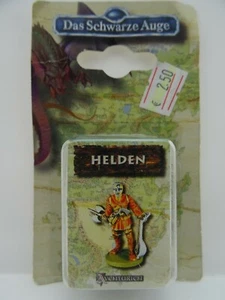 Das Schwarze Auge
€ 2,50
HELDEN